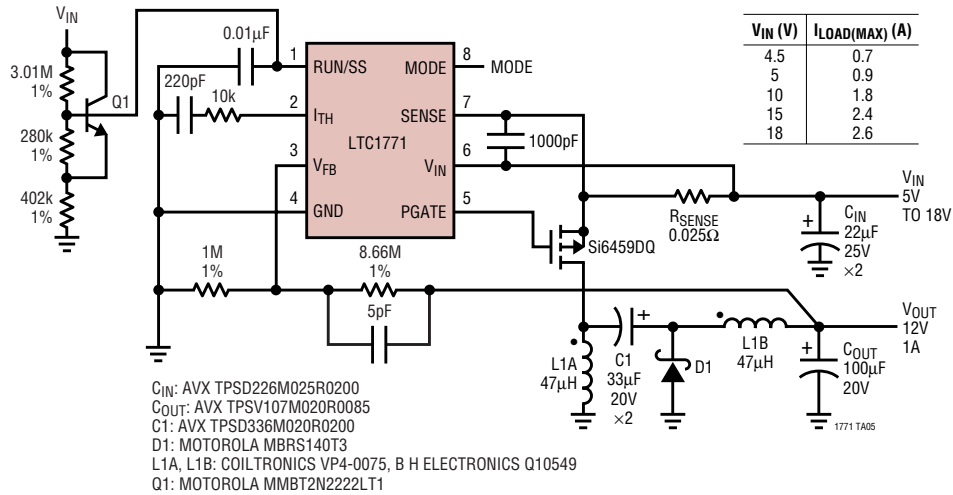 VIN
3.01M
1%
280k
1%
402k
1%
Q1
0.01µF
220pF
10k
1
2
3
4
RUN/SS
ITH
VFB
GND
LTC1771
MODE
SENSE
VIN
PGATE
8
7
6
5
MODE
1000pF
VIN (V) ILOAD(MAX) (A)
4.5 0.7
5 0.9
10 1.8
15 2.4
18 2.6
RSENSE
0.025Ω
Si6459DQ
VIN
5V
TO 18V
+
CIN
22µF
25V
×2
1M
1%
8.66M
1%
5pF
L1A
47µH
+
C1
33µF
20V
×2
D1
L1B
47µH
VOUT
12V
1A
+
COUT
100µF
20V
1771 TA05
CIN: AVX TPSD226M025R0200
COUT: AVX TPSV107M020R0085
C1: AVX TPSD336M020R0200
D1: MOTOROLA MBRS140T3
L1A, L1B: COILTRONICS VP4-0075, B H ELECTRONICS Q10549
Q1: MOTOROLA MMBT2N2222LT1